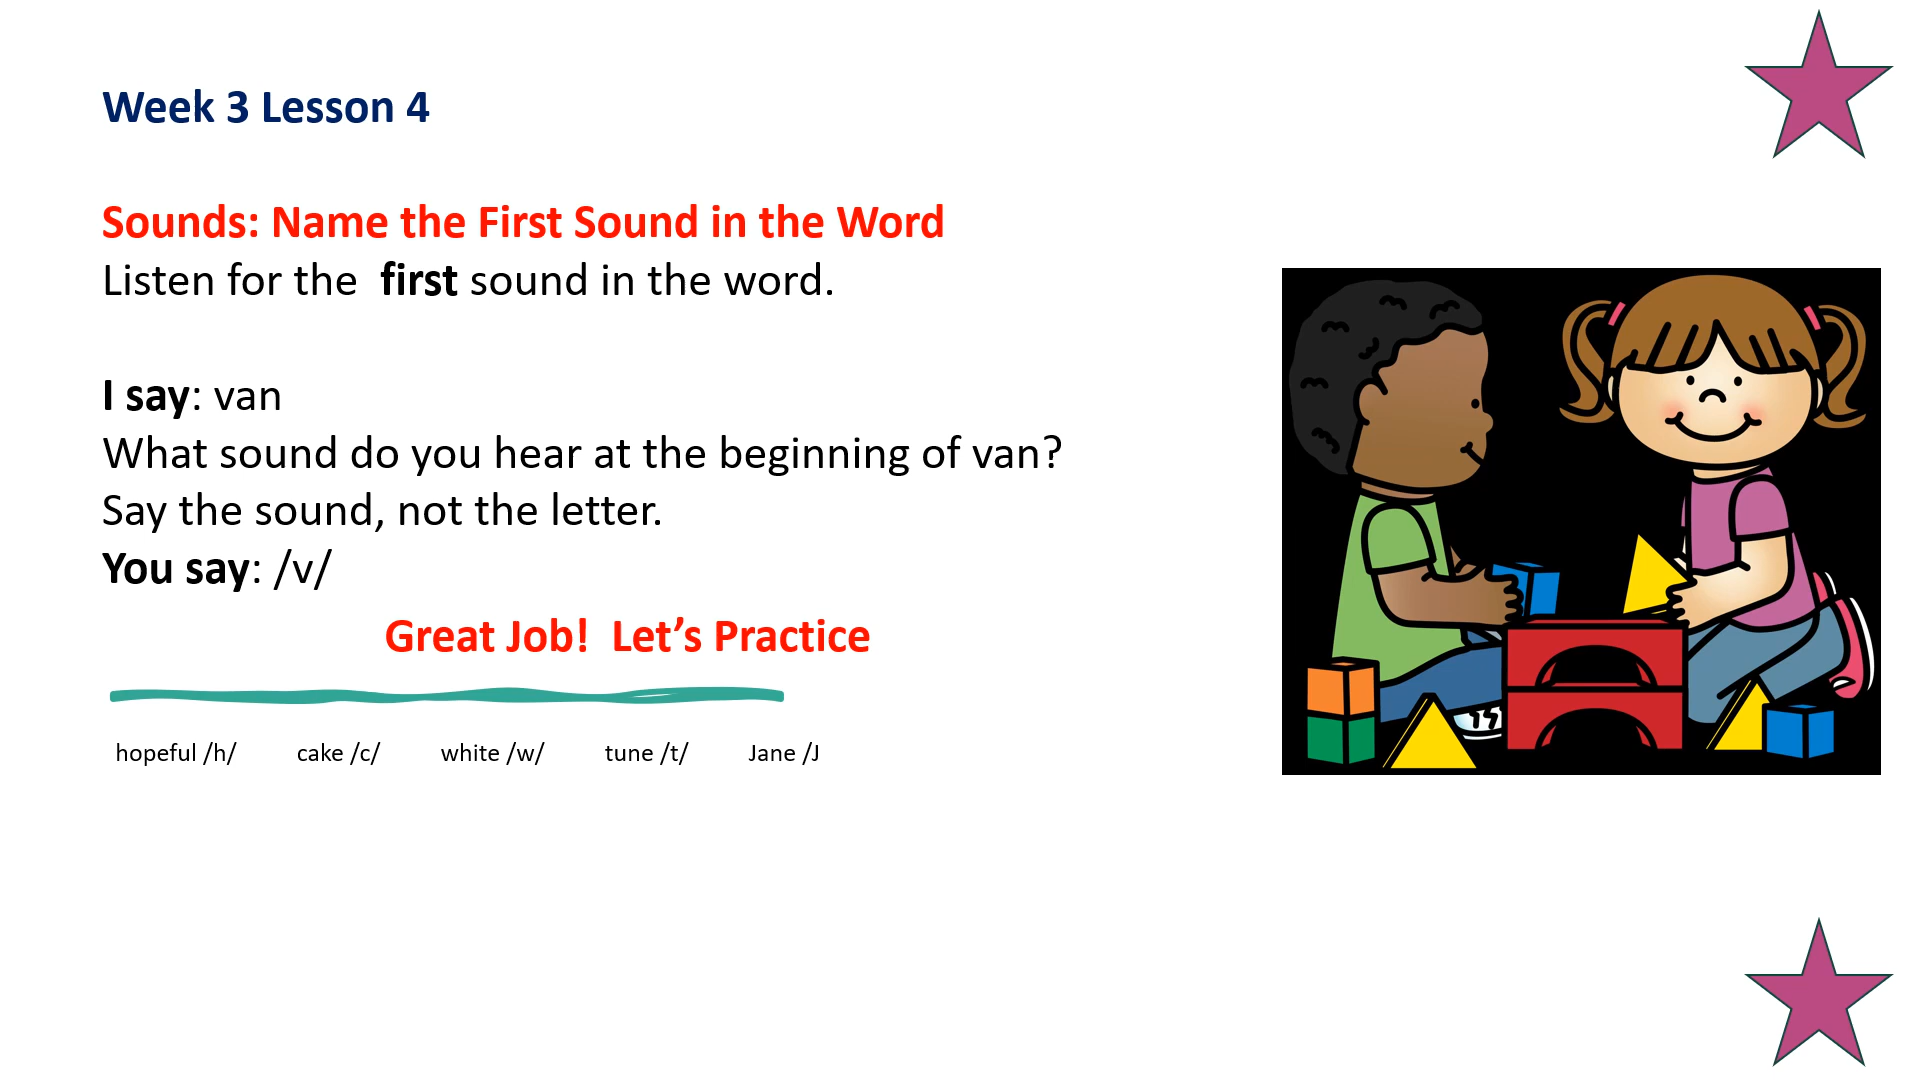 Week 3 Lesson 4
Sounds: Name the First Sound in the Word
Listen for the first sound in the word.
I say: van
What sound do you hear at the beginning of van?
Say the sound, not the letter.
You say: /v/
Great Job! Let’s Practice
hopeful /h/ cake /c/ white /w/ tune /t/ Jane /J